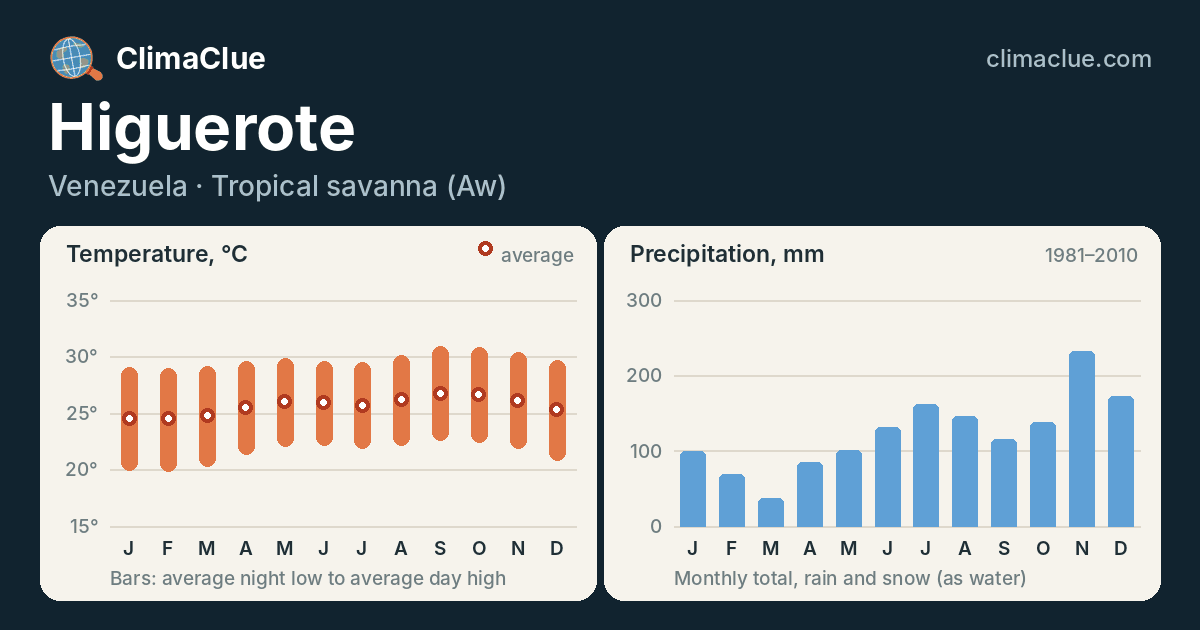 ClimaClue
climaclue.com
Higuerote
Venezuela · Tropical savanna (Aw)
Temperature, °C
average
35°
30°
25°
20°
15°
J F M A M J J A S O N D
Bars: average night low to average day high
Precipitation, mm
1981–2010
300
200
100
0
J F M A M J J A S O N D
Monthly total, rain and snow (as water)